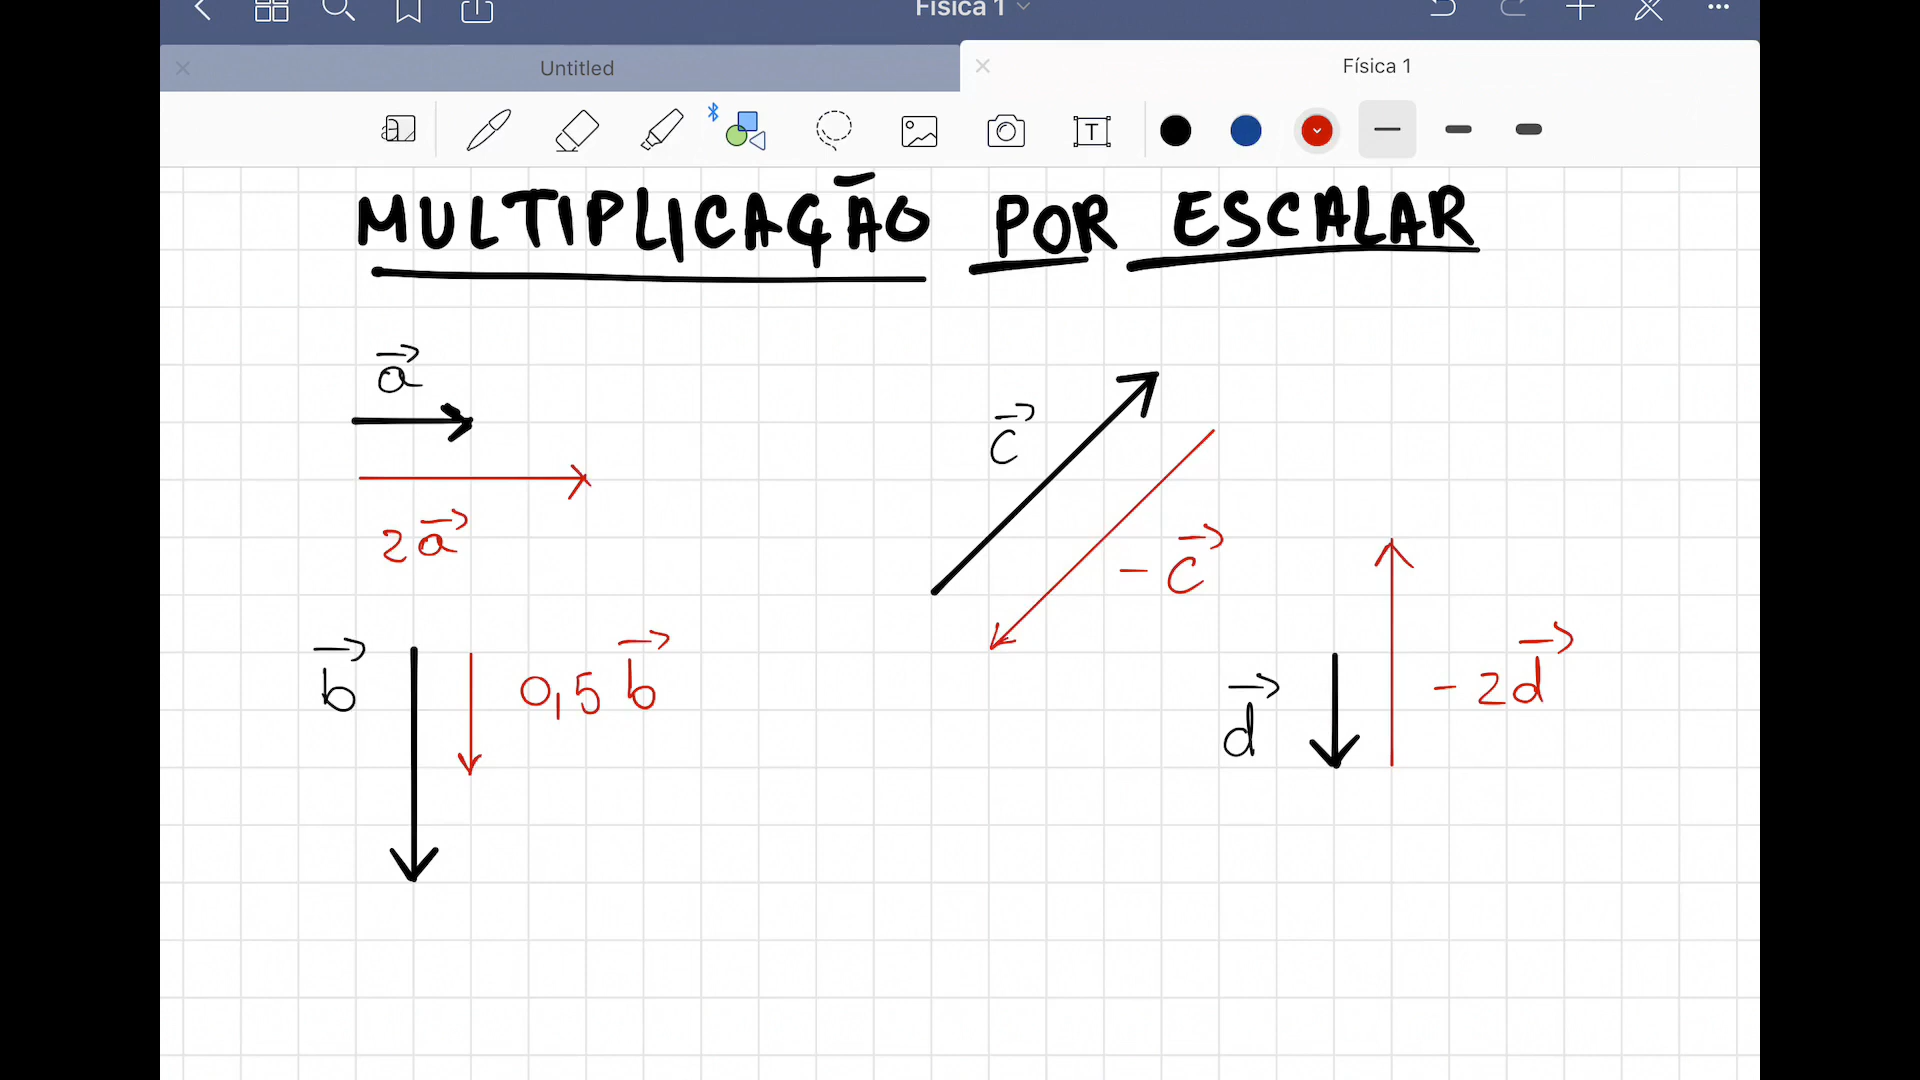 Física 1
Untitled
Física 1
MULTIPLICAÇÃO POR ESCALAR
a
2a
b
0,5 b
c
- c
d
- 2d